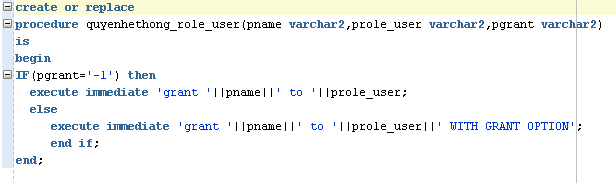 create or replace
procedure quyenhethong_role_user(pname varchar2,prole_user varchar2,pgrant varchar2)
is
begin
IF(pgrant='-1') then
execute immediate 'grant '||pname||' to '||prole_user;
else
execute immediate 'grant '||pname||' to '||prole_user||' WITH GRANT OPTION';
end if;
end;